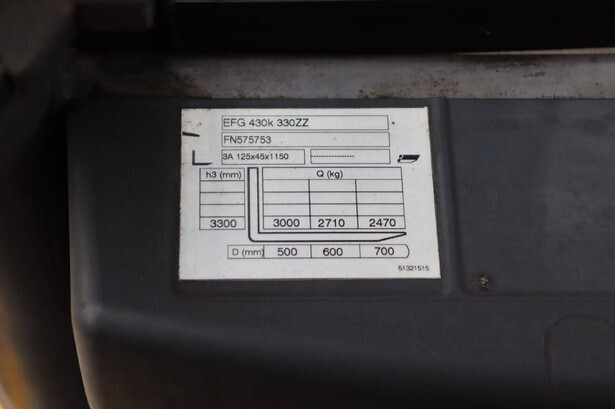 EFG 430k 330ZZ
FN575753
3A 125x45x1150 --------------
h3 (mm) Q (kg)
3300 3000 2710 2470
D (mm) 500 600 700
51321515